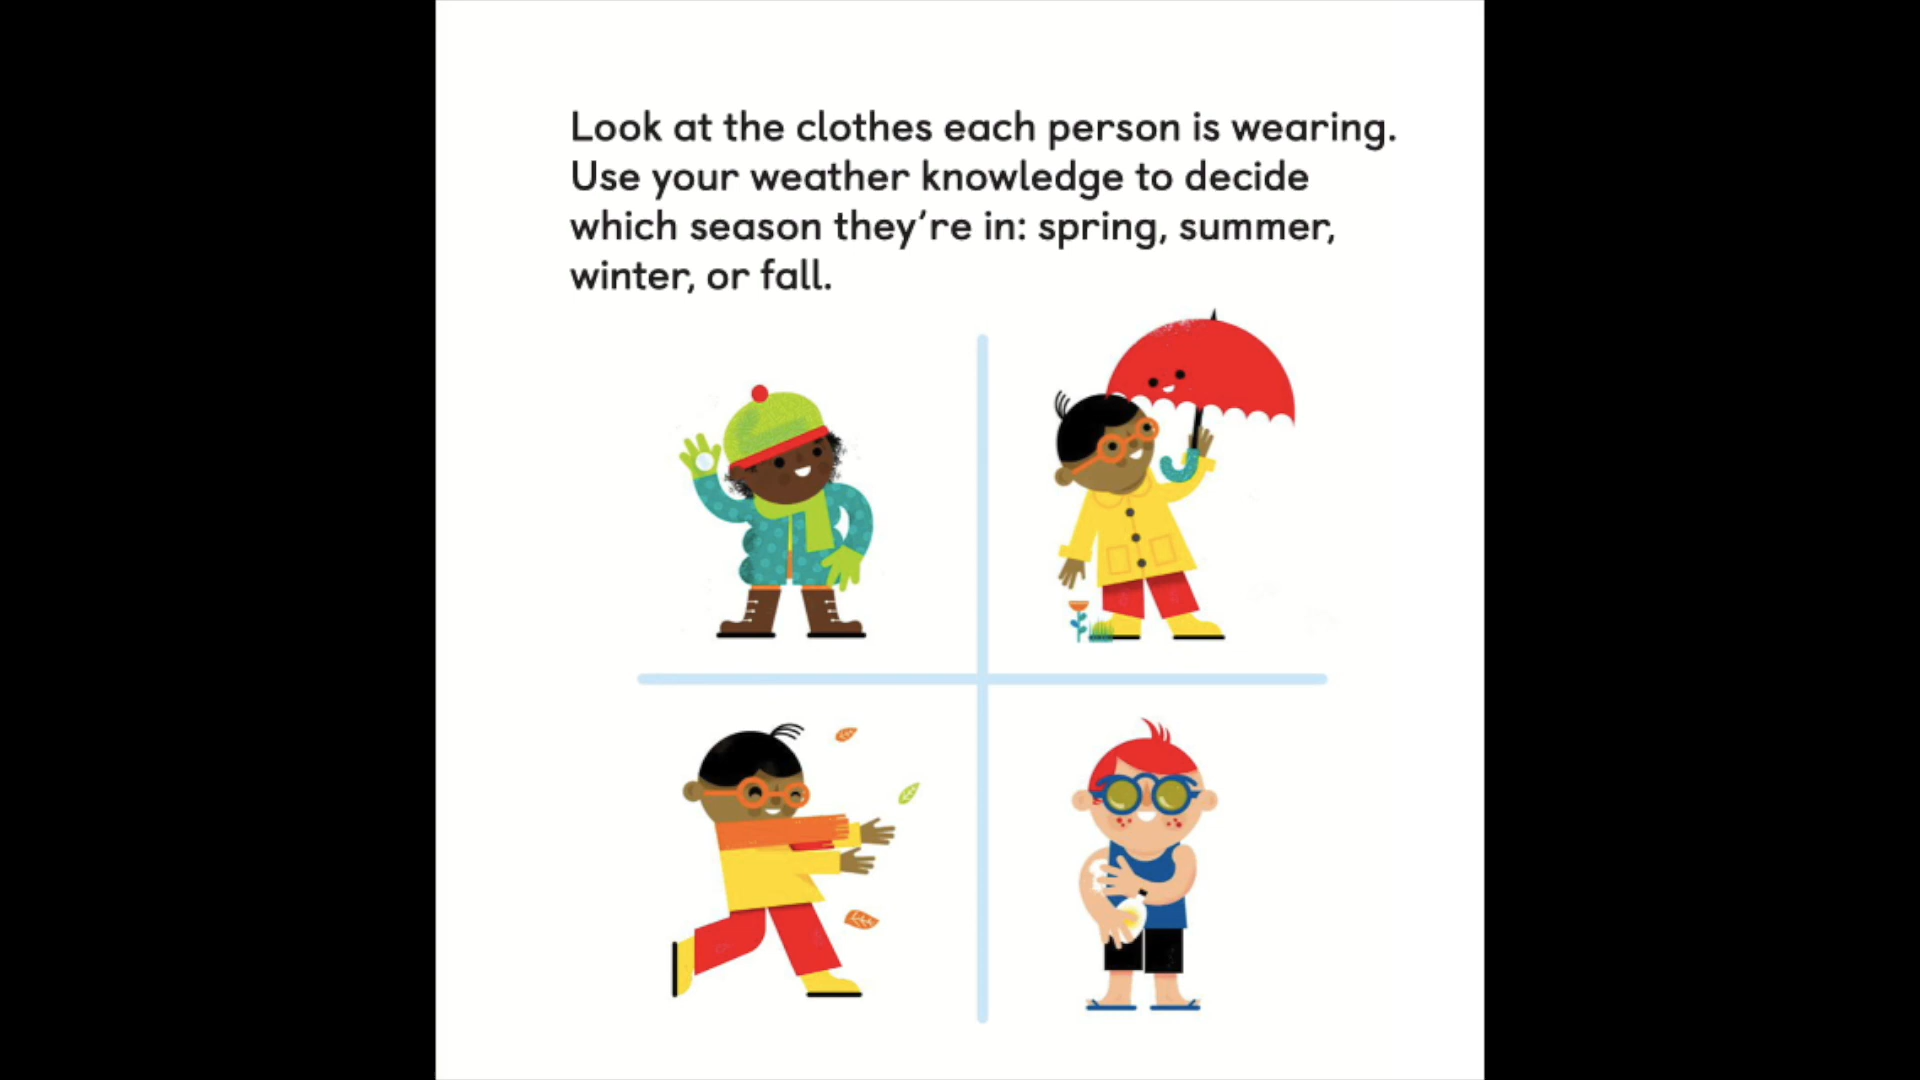 Look at the clothes each person is wearing.
Use your weather knowledge to decide
which season they’re in: spring, summer,
winter, or fall.